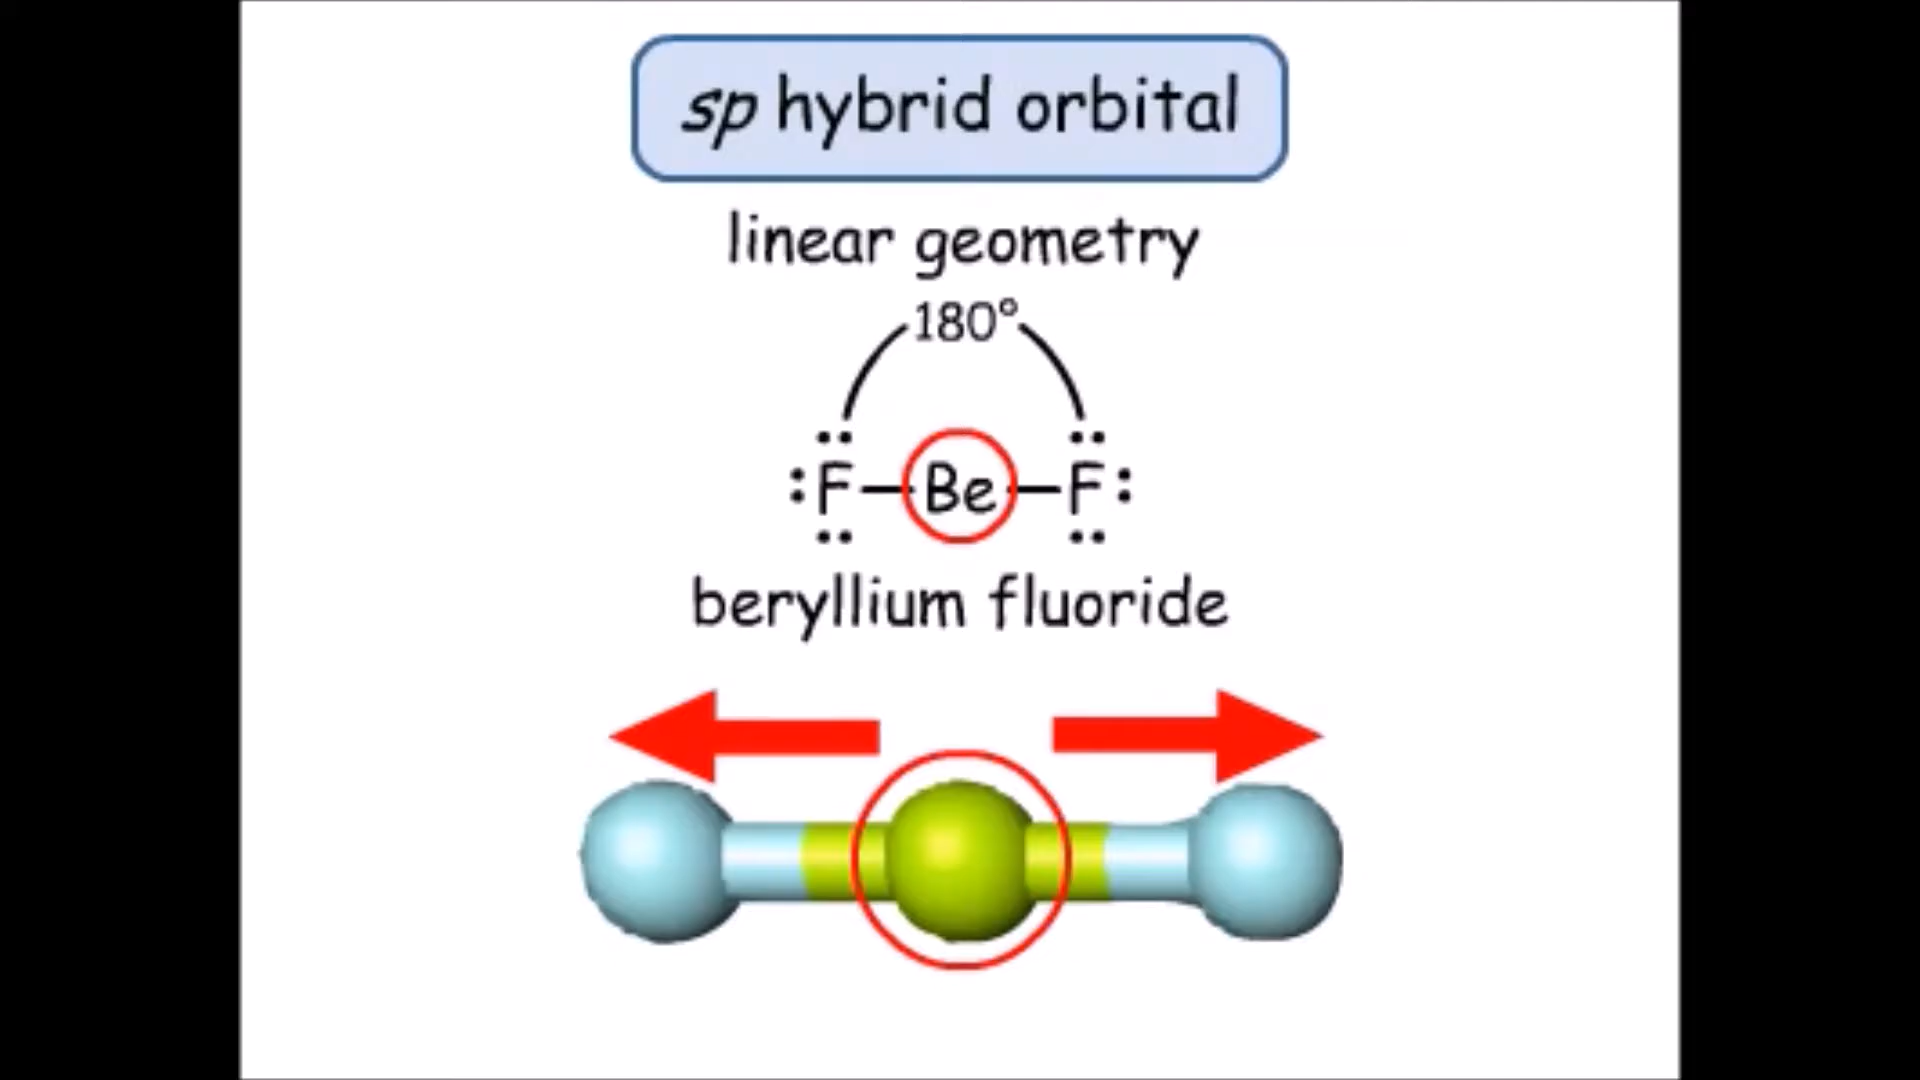 sp hybrid orbital
linear geometry
180°
:F—Be—F:
beryllium fluoride